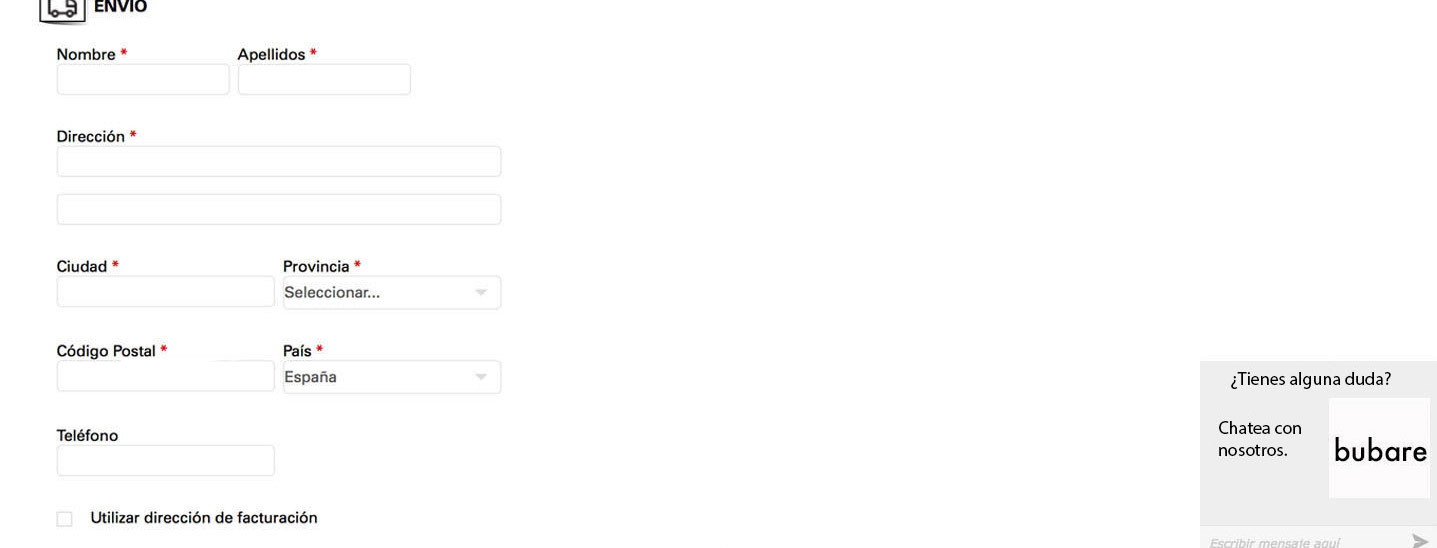 ENVÍO
Nombre *
Apellidos *
Dirección *
Ciudad *
Provincia *
Seleccionar...
Código Postal *
País *
España
Teléfono
Utilizar dirección de facturación
¿Tienes alguna duda?
Chatea con
nosotros.
bubare
Escribir mensaje aquí